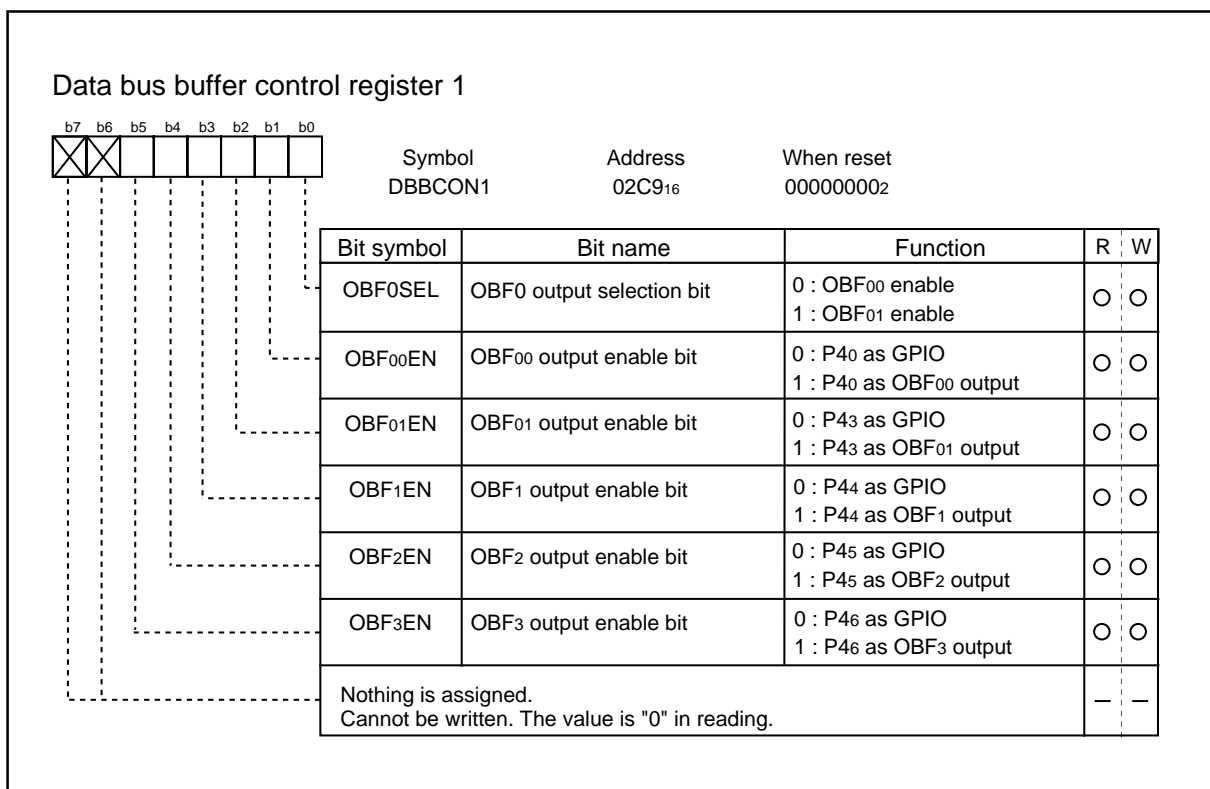 Data bus buffer control register 1
b7 b6 b5 b4 b3 b2 b1 b0
Symbol Address When reset
DBBCON1 02C916 000000002
Bit symbol Bit name Function R W
OBF0SEL OBF0 output selection bit 0 : OBF00 enable
1 : OBF01 enable
OBF00EN OBF00 output enable bit 0 : P40 as GPIO
1 : P40 as OBF00 output
OBF01EN OBF01 output enable bit 0 : P43 as GPIO
1 : P43 as OBF01 output
OBF1EN OBF1 output enable bit 0 : P44 as GPIO
1 : P44 as OBF1 output
OBF2EN OBF2 output enable bit 0 : P45 as GPIO
1 : P45 as OBF2 output
OBF3EN OBF3 output enable bit 0 : P46 as GPIO
1 : P46 as OBF3 output
Nothing is assigned.
Cannot be written. The value is "0" in reading. – –